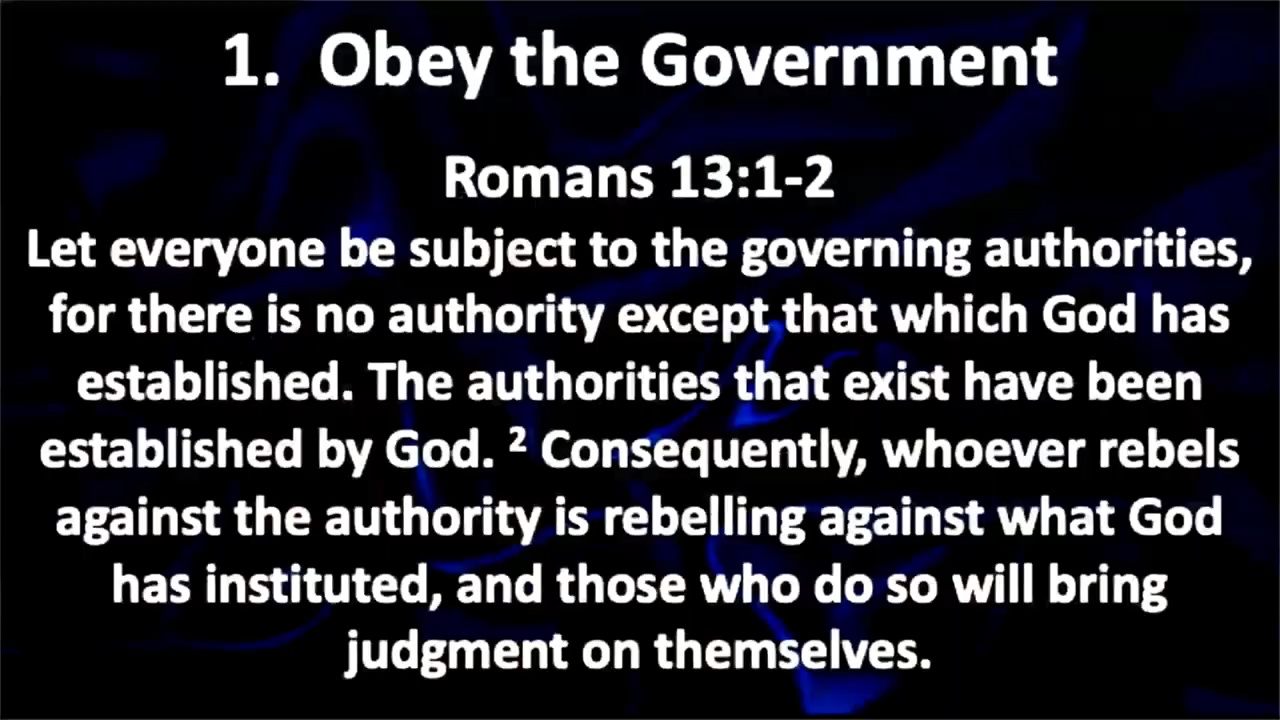 1. Obey the Government
Romans 13:1-2
Let everyone be subject to the governing authorities,
for there is no authority except that which God has
established. The authorities that exist have been
established by God. ² Consequently, whoever rebels
against the authority is rebelling against what God
has instituted, and those who do so will bring
judgment on themselves.